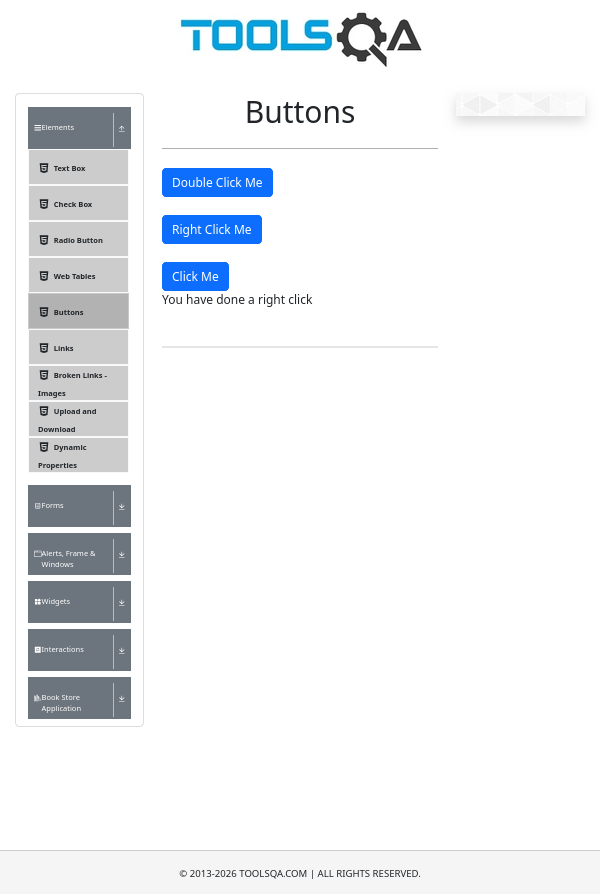 TOOLSQA
Elements
Text Box
Check Box
Radio Button
Web Tables
Buttons
Links
Broken Links -
Images
Upload and
Download
Dynamic
Properties
Forms
Alerts, Frame &
Windows
Widgets
Interactions
Book Store
Application
Buttons
Double Click Me
Right Click Me
Click Me
You have done a right click
© 2013-2026 TOOLSQA.COM | ALL RIGHTS RESERVED.